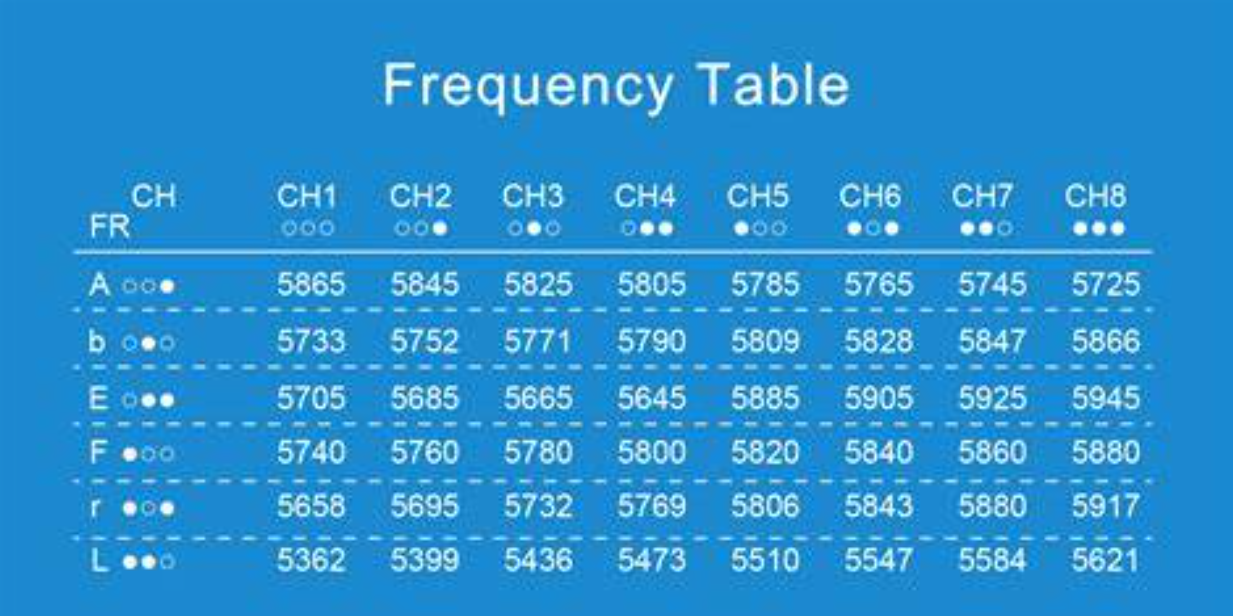 Frequency Table
CH CH1 CH2 CH3 CH4 CH5 CH6 CH7 CH8
FR ○○○ ○○● ○●○ ○●● ●○○ ●○● ●●○ ●●●
A ○○● 5865 5845 5825 5805 5785 5765 5745 5725
b ○●○ 5733 5752 5771 5790 5809 5828 5847 5866
E ○●● 5705 5685 5665 5645 5885 5905 5925 5945
F ●○○ 5740 5760 5780 5800 5820 5840 5860 5880
r ●○● 5658 5695 5732 5769 5806 5843 5880 5917
L ●●○ 5362 5399 5436 5473 5510 5547 5584 5621